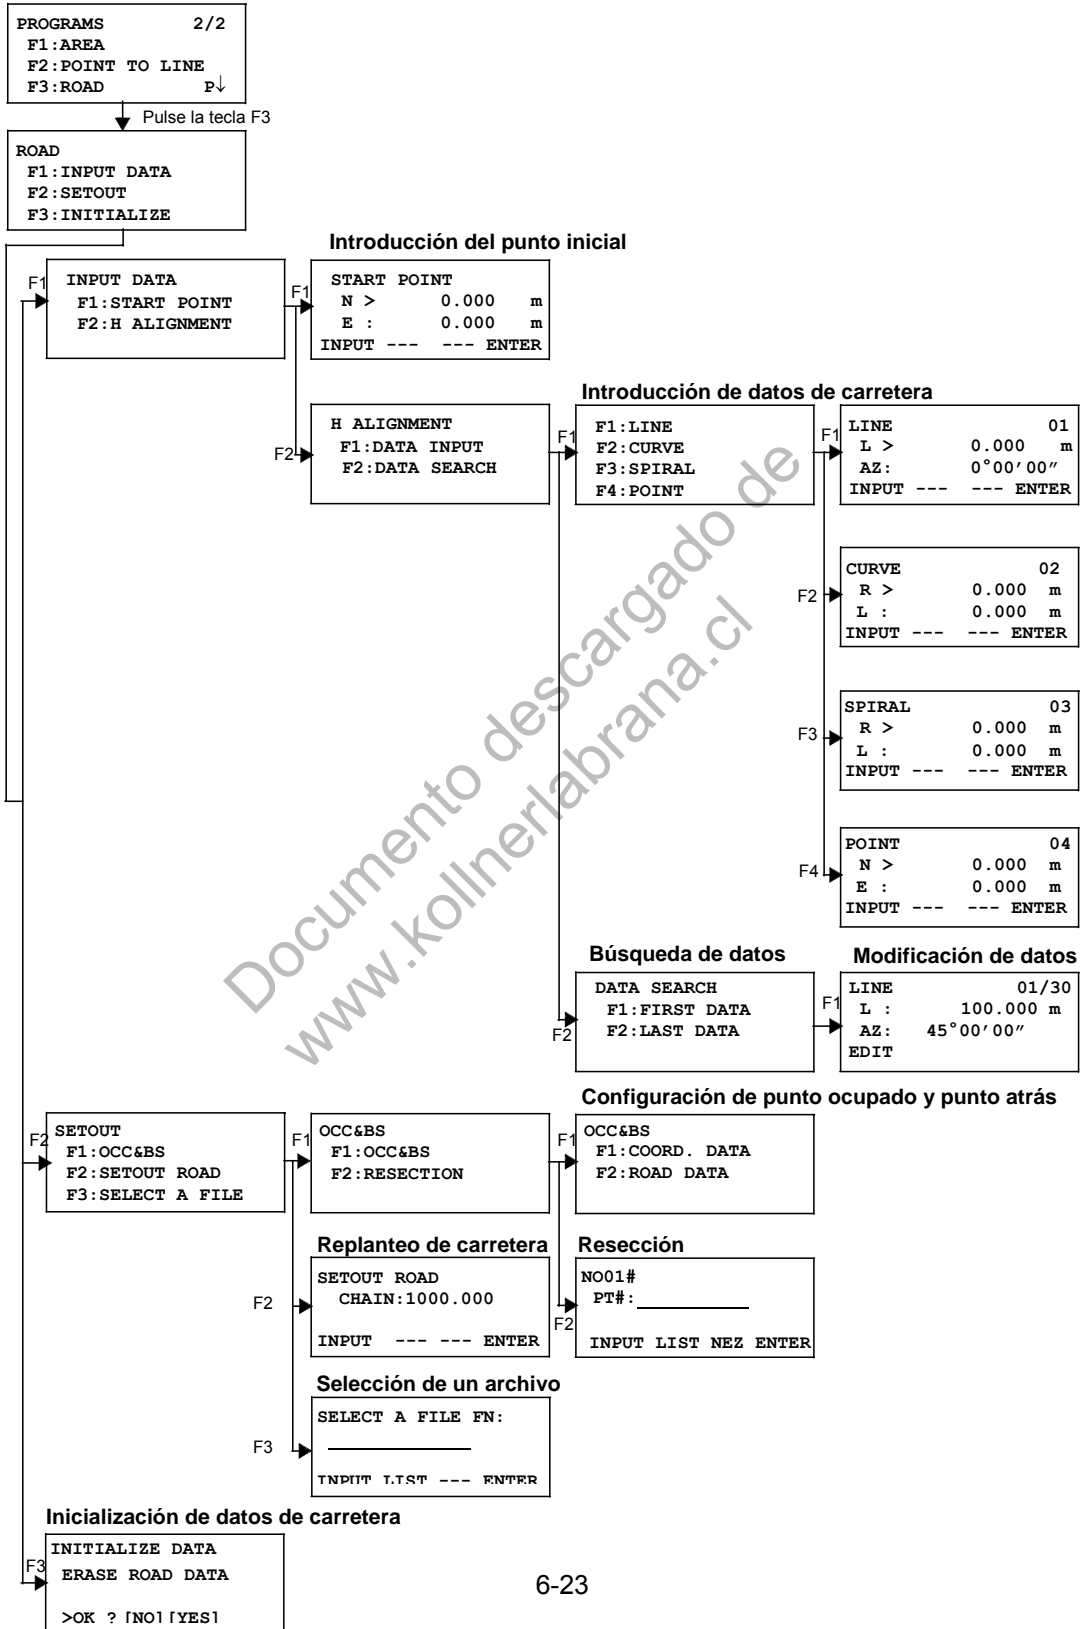 PROGRAMS 2/2
F1:AREA
F2:POINT TO LINE
F3:ROAD P↓
Pulse la tecla F3
ROAD
F1:INPUT DATA
F2:SETOUT
F3:INITIALIZE
Introducción del punto inicial
F1
INPUT DATA
F1:START POINT
F2:H ALIGNMENT
F1
START POINT
N > 0.000 m
E : 0.000 m
INPUT --- --- ENTER
Introducción de datos de carretera
F2
H ALIGNMENT
F1:DATA INPUT
F2:DATA SEARCH
F1
F1:LINE
F2:CURVE
F3:SPIRAL
F4:POINT
F1
LINE 01
L > 0.000 m
AZ: 0°00'00"
INPUT --- --- ENTER
F2
CURVE 02
R > 0.000 m
L : 0.000 m
INPUT --- --- ENTER
F3
SPIRAL 03
R > 0.000 m
L : 0.000 m
INPUT --- --- ENTER
F4
POINT 04
N > 0.000 m
E : 0.000 m
INPUT --- --- ENTER
Documento descargado de
www.kollnerlabrana.cl
Búsqueda de datos
F2
DATA SEARCH
F1:FIRST DATA
F2:LAST DATA
Modificación de datos
F1
LINE 01/30
L : 100.000 m
AZ: 45°00'00"
EDIT
Configuración de punto ocupado y punto atrás
F2
SETOUT
F1:OCC&BS
F2:SETOUT ROAD
F3:SELECT A FILE
F1
OCC&BS
F1:OCC&BS
F2:RESECTION
F1
OCC&BS
F1:COORD. DATA
F2:ROAD DATA
Replanteo de carretera
F2
SETOUT ROAD
CHAIN:1000.000
INPUT --- --- ENTER
Resección
F2
NO01#
PT#:
INPUT LIST NEZ ENTER
Selección de un archivo
F3
SELECT A FILE FN:
INPUT LIST --- ENTER
Inicialización de datos de carretera
F3
INITIALIZE DATA
ERASE ROAD DATA
>OK ? [NO][YES]
6-23